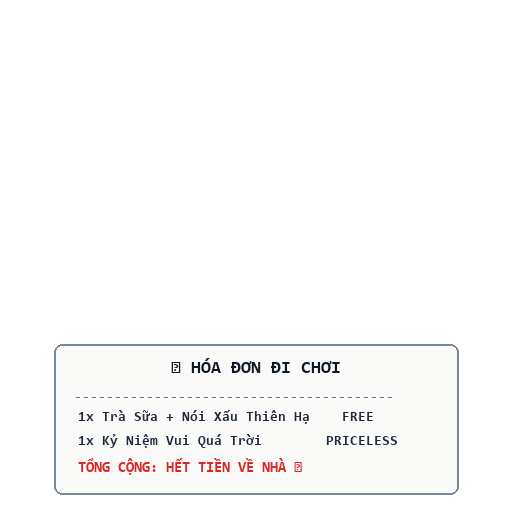 HÓA ĐƠN ĐI CHƠI
----------------------------------------
1x Trà Sữa + Nói Xấu Thiên Hạ FREE
1x Kỷ Niệm Vui Quá Trời PRICELESS
TỔNG CỘNG: HẾT TIỀN VỀ NHÀ